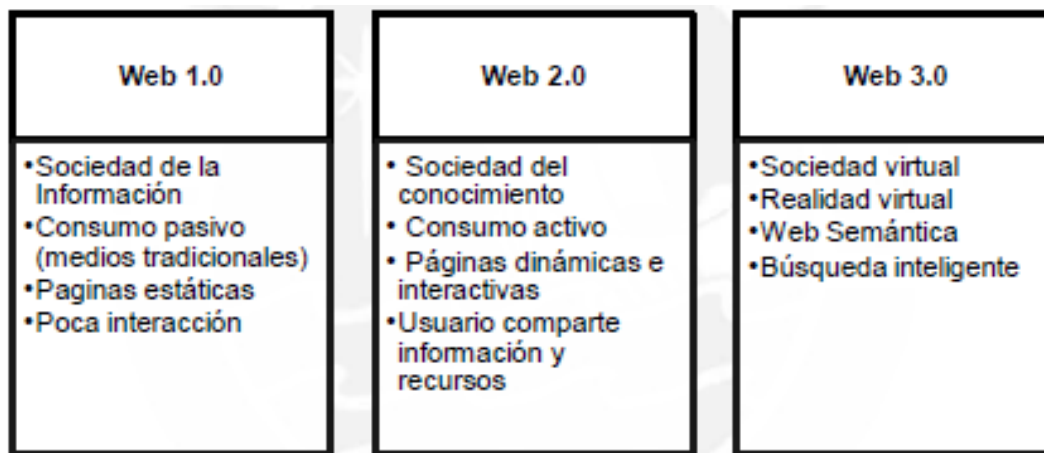 Web 1.0
•Sociedad de la
Información
•Consumo pasivo
(medios tradicionales)
•Paginas estáticas
•Poca interacción
Web 2.0
• Sociedad del
conocimiento
• Consumo activo
• Páginas dinámicas e
interactivas
•Usuario comparte
información y
recursos
Web 3.0
•Sociedad virtual
•Realidad virtual
•Web Semántica
•Búsqueda inteligente